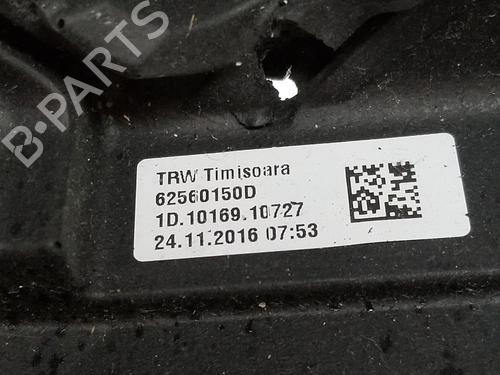 B-PARTS
TRW Timisoara
62560150D
1D.10169.10727
24.11.2016 07:53